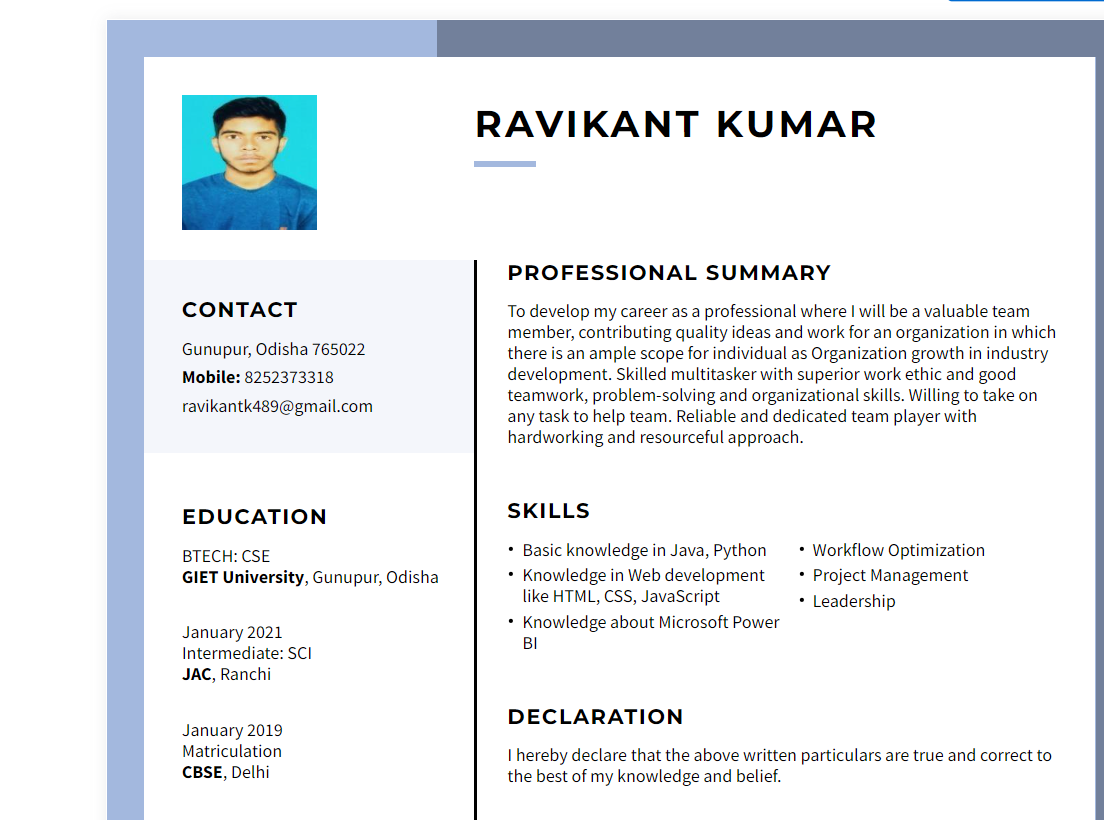 RAVIKANT KUMAR
CONTACT
Gunupur, Odisha 765022
Mobile: 8252373318
ravikantk489@gmail.com
EDUCATION
BTECH: CSE
GIET University, Gunupur, Odisha
January 2021
Intermediate: SCI
JAC, Ranchi
January 2019
Matriculation
CBSE, Delhi
PROFESSIONAL SUMMARY
To develop my career as a professional where I will be a valuable team
member, contributing quality ideas and work for an organization in which
there is an ample scope for individual as Organization growth in industry
development. Skilled multitasker with superior work ethic and good
teamwork, problem-solving and organizational skills. Willing to take on
any task to help team. Reliable and dedicated team player with
hardworking and resourceful approach.
SKILLS
• Basic knowledge in Java, Python
• Knowledge in Web development
like HTML, CSS, JavaScript
• Knowledge about Microsoft Power
BI
• Workflow Optimization
• Project Management
• Leadership
DECLARATION
I hereby declare that the above written particulars are true and correct to
the best of my knowledge and belief.